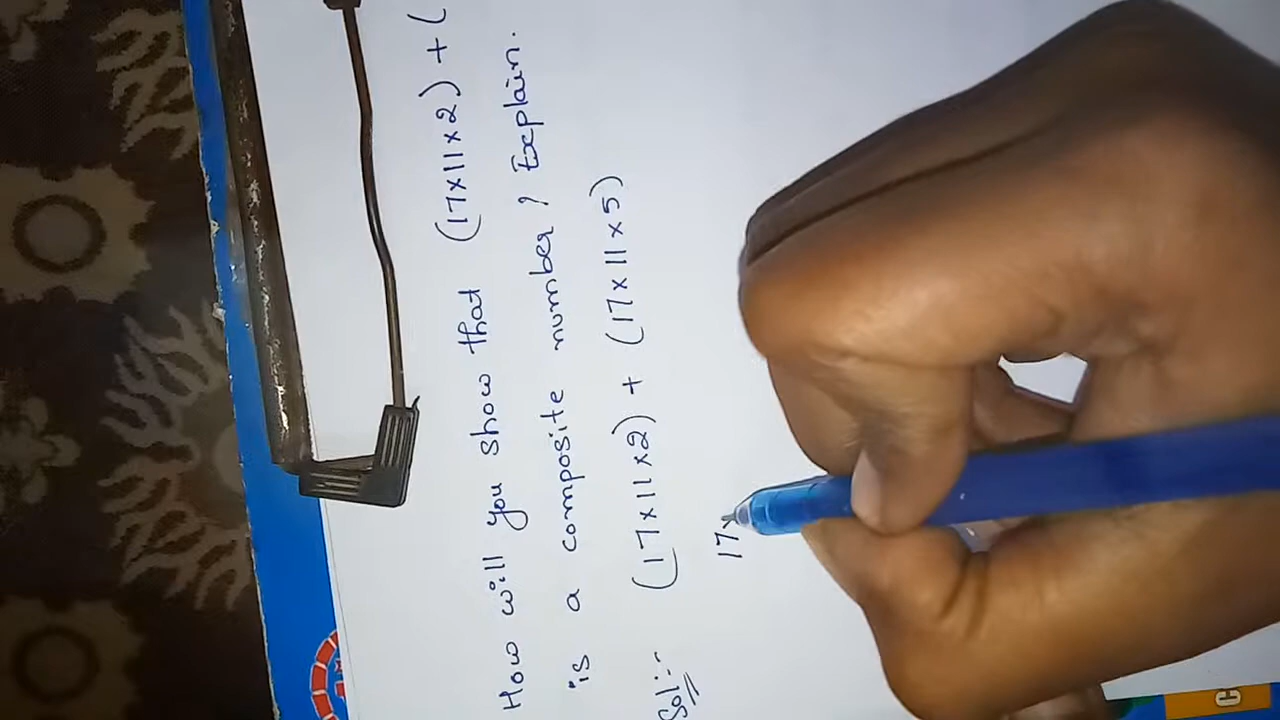 How will you show that (17×11×2) + (
is a composite number? Explain.
Sol:- (17×11×2) + (17×11×5)
17×
C